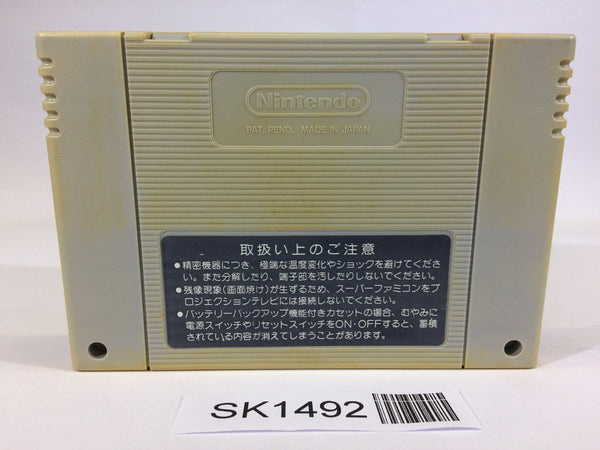 Nintendo
PAT. PEND. MADE IN JAPAN
取扱い上のご注意
●精密機器につき、極端な温度変化やショックを避けてくださ
い。また分解したり、端子部を汚したりしないでください。
●残像現象(画面焼け)が生ずるため、スーパーファミコンをプ
ロジェクションテレビには接続しないでください。
●バッテリーバックアップ機能付きカセットの場合、むやみに
電源スイッチやリセットスイッチをON・OFFすると、蓄積
されている内容が消えてしまうことがあります。
SK1492